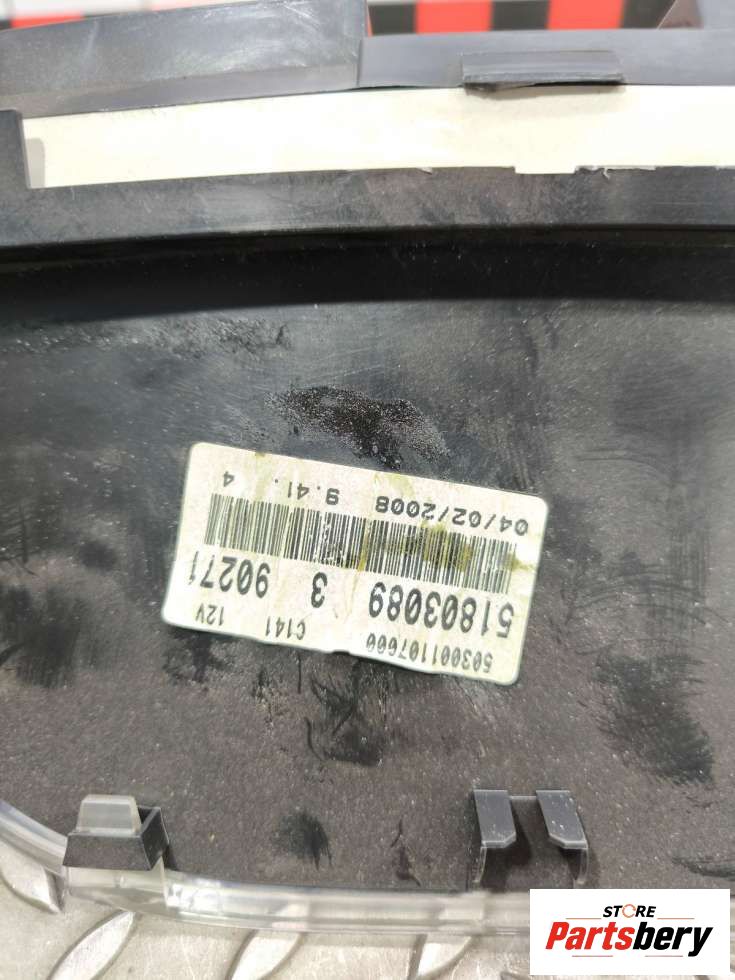 503001107600 C141 12V
51803089 3 90271
04/02/2008 9.41. 4
STORE
Partsbery